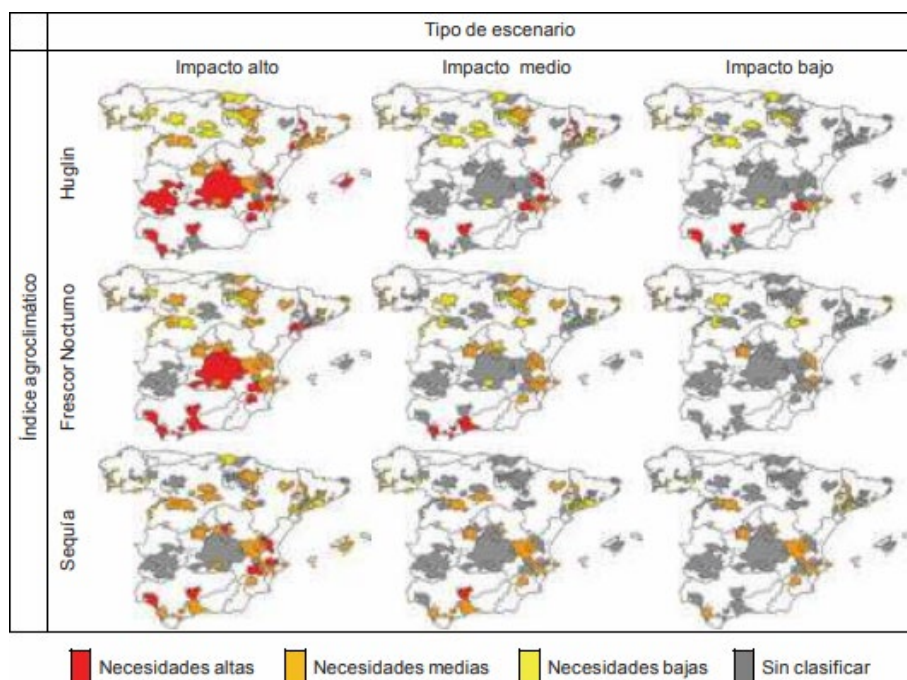 Tipo de escenario
Impacto alto
Impacto medio
Impacto bajo
Índice agroclimático
Huglin
Frescor Nocturno
Sequía
Necesidades altas
Necesidades medias
Necesidades bajas
Sin clasificar